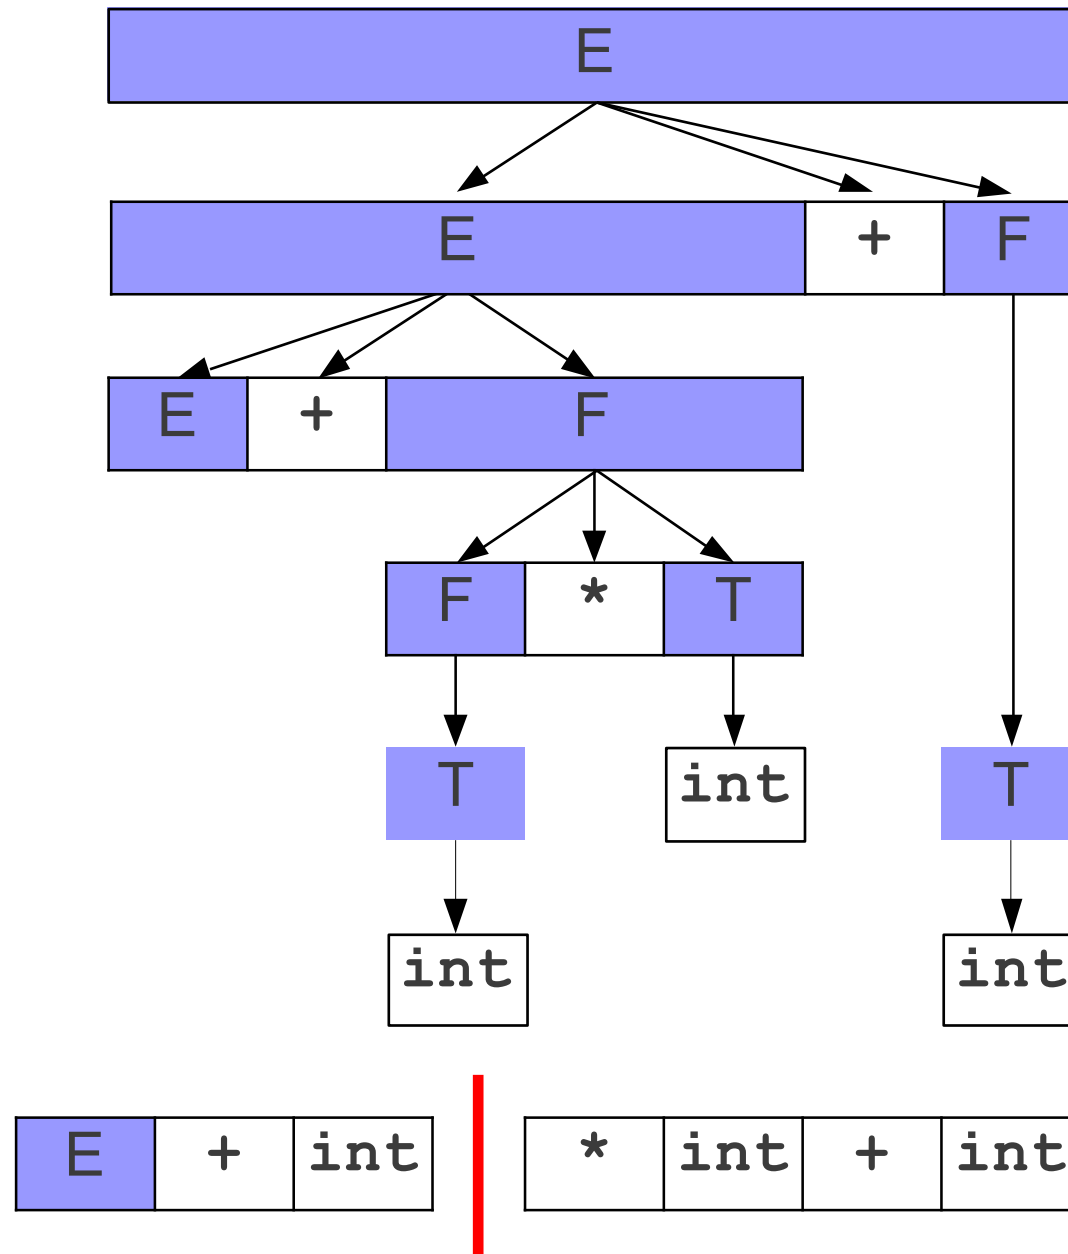 E
E + F
E + F
F * T
T int T
int int
E + int * int + int